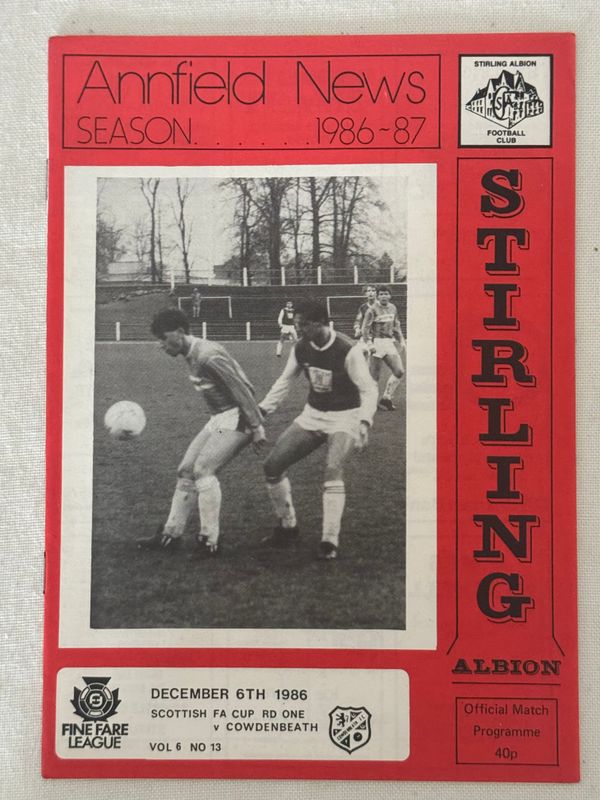 Annfield News
SEASON.......1986~87
STIRLING ALBION
FOOTBALL
CLUB
STIRLING
ALBION
FINE FARE
LEAGUE
DECEMBER 6TH 1986
SCOTTISH FA CUP RD ONE
v COWDENBEATH
VOL 6 NO 13
Official Match
Programme
40p